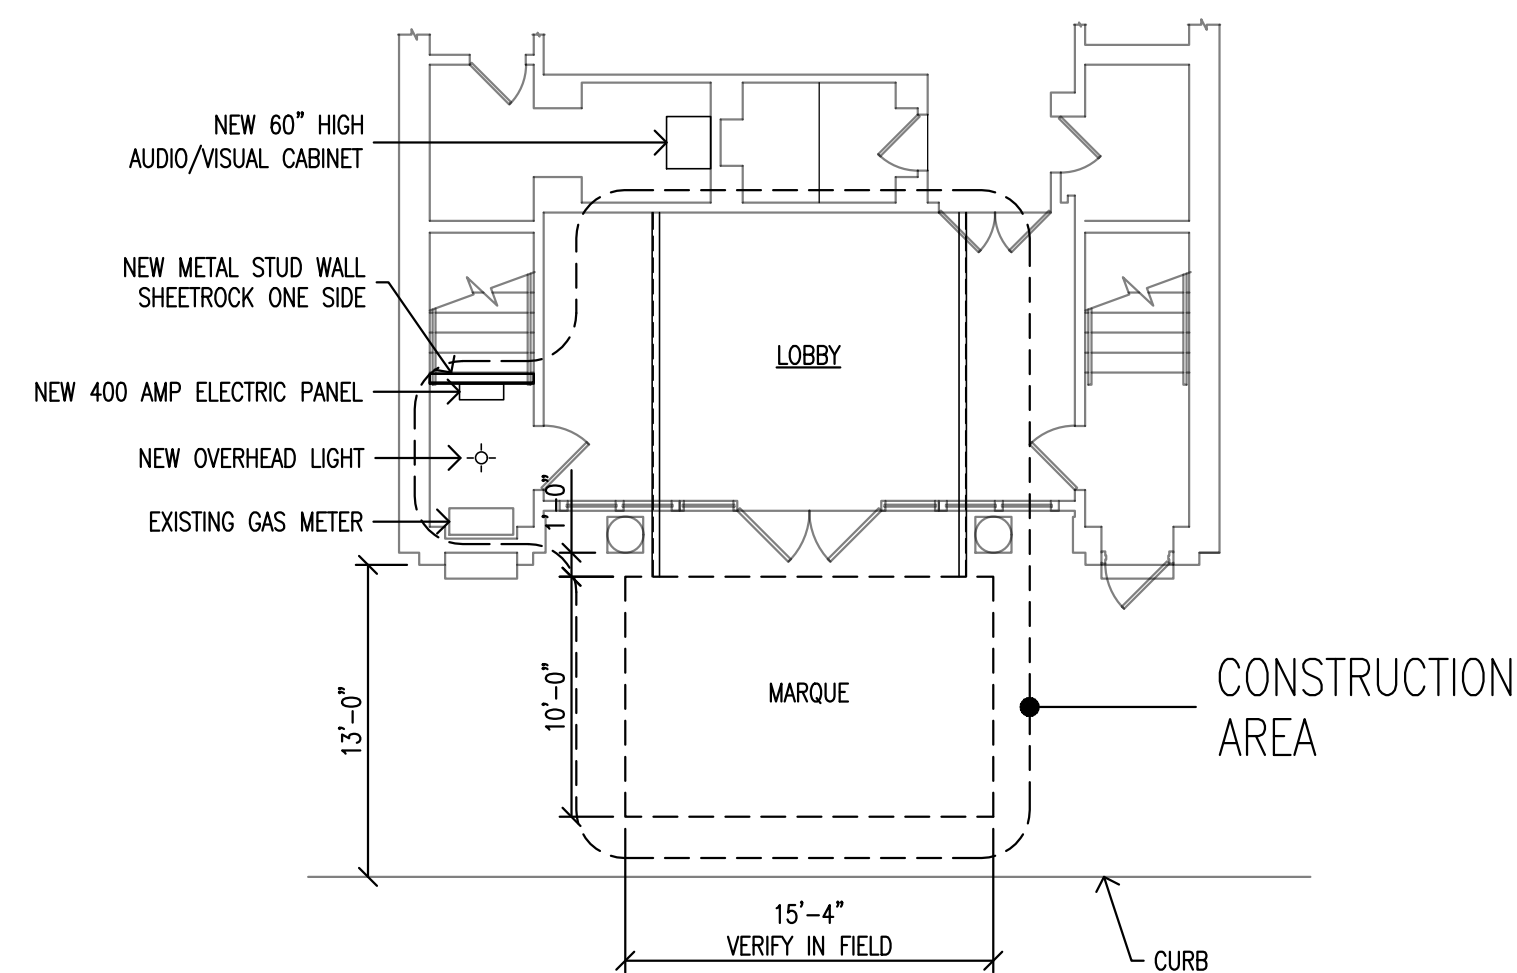 NEW 60" HIGH
AUDIO/VISUAL CABINET
NEW METAL STUD WALL
SHEETROCK ONE SIDE
LOBBY
NEW 400 AMP ELECTRIC PANEL
NEW OVERHEAD LIGHT
1'-0"
EXISTING GAS METER
CONSTRUCTION
AREA
MARQUE
10'-0"
13'-0"
15'-4"
VERIFY IN FIELD
CURB